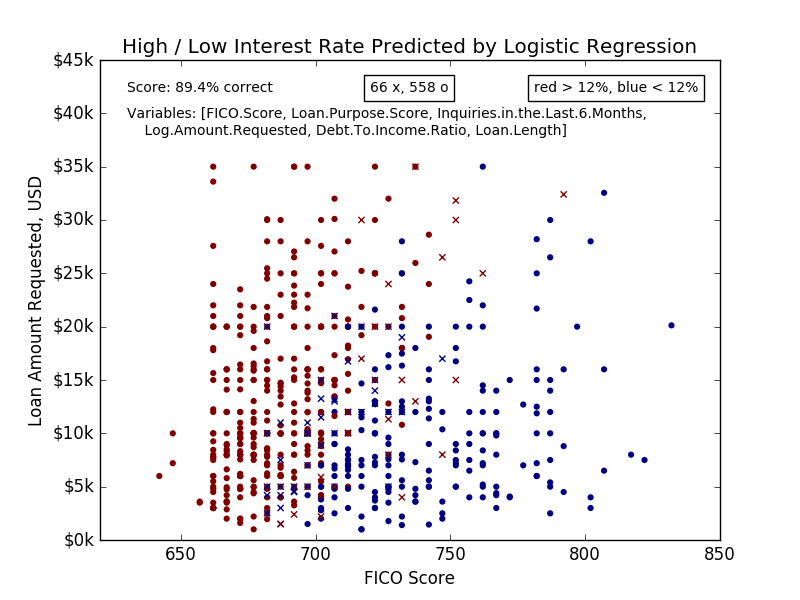 High / Low Interest Rate Predicted by Logistic Regression
Score: 89.4% correct
66 x, 558 o
red > 12%, blue < 12%
Variables: [FICO.Score, Loan.Purpose.Score, Inquiries.in.the.Last.6.Months,
Log.Amount.Requested, Debt.To.Income.Ratio, Loan.Length]
Loan Amount Requested, USD
$45k
$40k
$35k
$30k
$25k
$20k
$15k
$10k
$5k
$0k
650 700 750 800 850
FICO Score